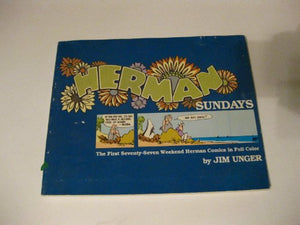 HERMAN
SUNDAYS
The First Seventy-Seven Weekend Herman Comics in Full Color
by JIM UNGER